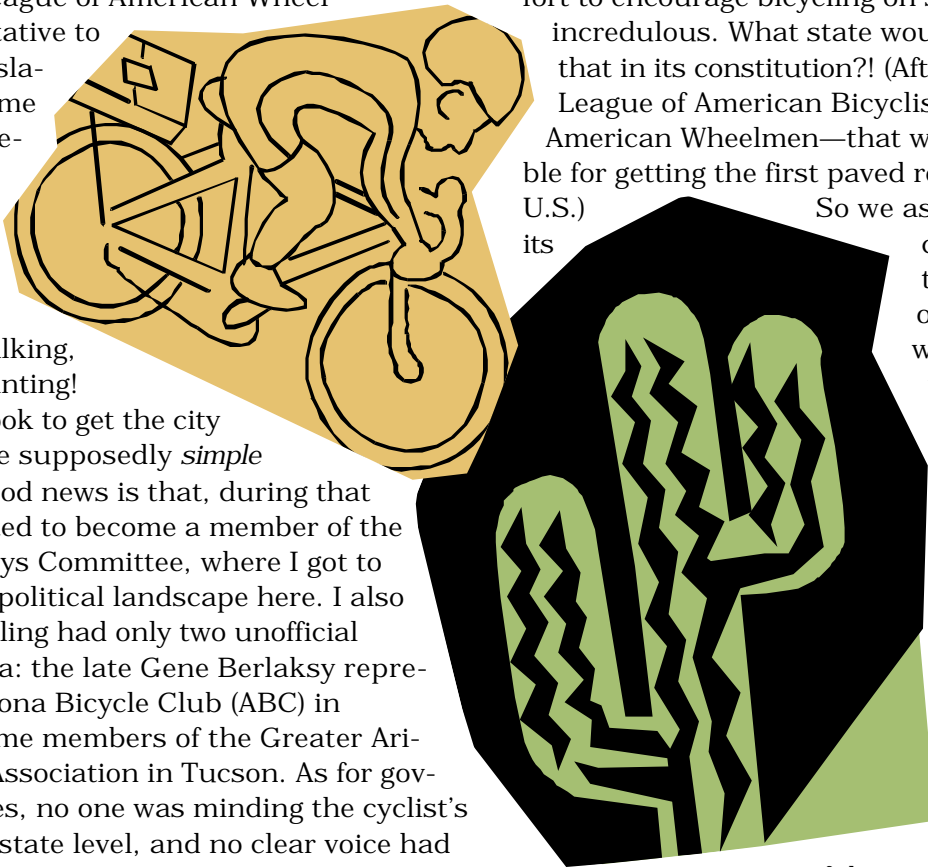 eague of American Wheel
tative to
sla-
me
e-
lking,
nting!
ok to get the city
e supposedly simple
od news is that, during that
ed to become a member of the
ys Committee, where I got to
political landscape here. I also
ling had only two unofficial
a: the late Gene Berlaksy repre-
ona Bicycle Club (ABC) in
me members of the Greater Ari-
Association in Tucson. As for gov-
es, no one was minding the cyclist's
state level, and no clear voice had
fort to encourage bicycling on s
incredulous. What state wou
that in its constitution?! (Aft
League of American Bicyclis
American Wheelmen—that w
ble for getting the first paved r
U.S.) So we as
its
t
o
w